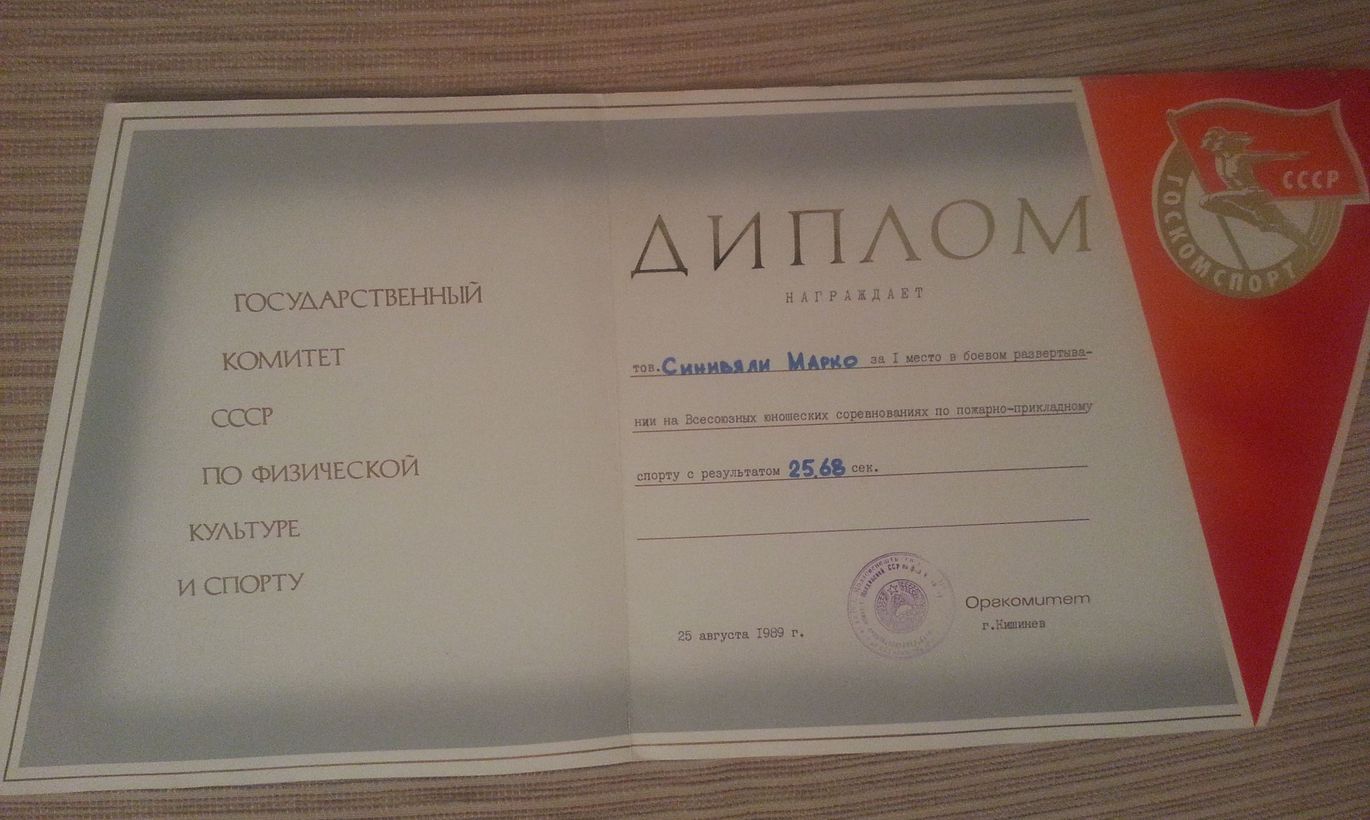 ГОСУДАРСТВЕННЫЙ
КОМИТЕТ
СССР
ПО ФИЗИЧЕСКОЙ
КУЛЬТУРЕ
И СПОРТУ
ДИПЛОМ
НАГРАЖДАЕТ
тов. Синивяли Марко за I место в боевом развертыва-
нии на Всесоюзных юношеских соревнованиях по пожарно-прикладному
спорту с результатом 25,68 сек.
25 августа 1989 г.
Оргкомитет
г.Кишинев
СССР
ГОСКОМСПОРТ